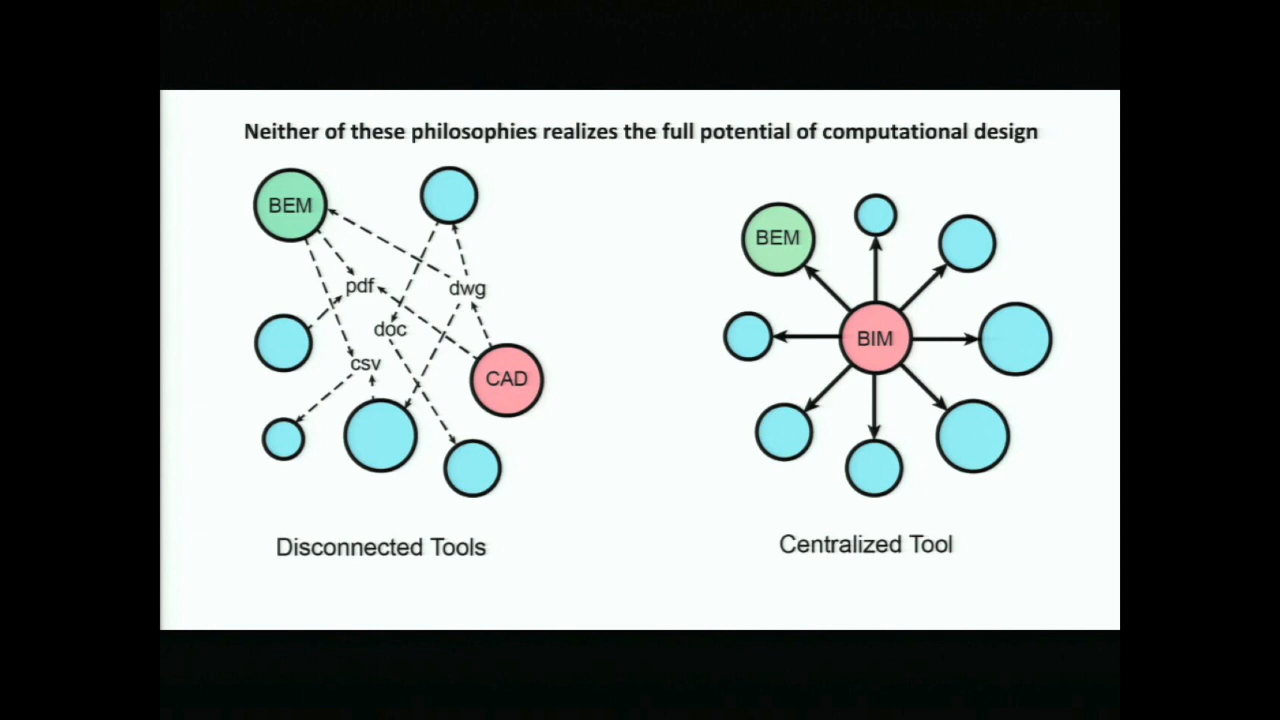 Neither of these philosophies realizes the full potential of computational design
BEM
pdf
dwg
doc
csv
CAD
Disconnected Tools
BEM
BIM
Centralized Tool